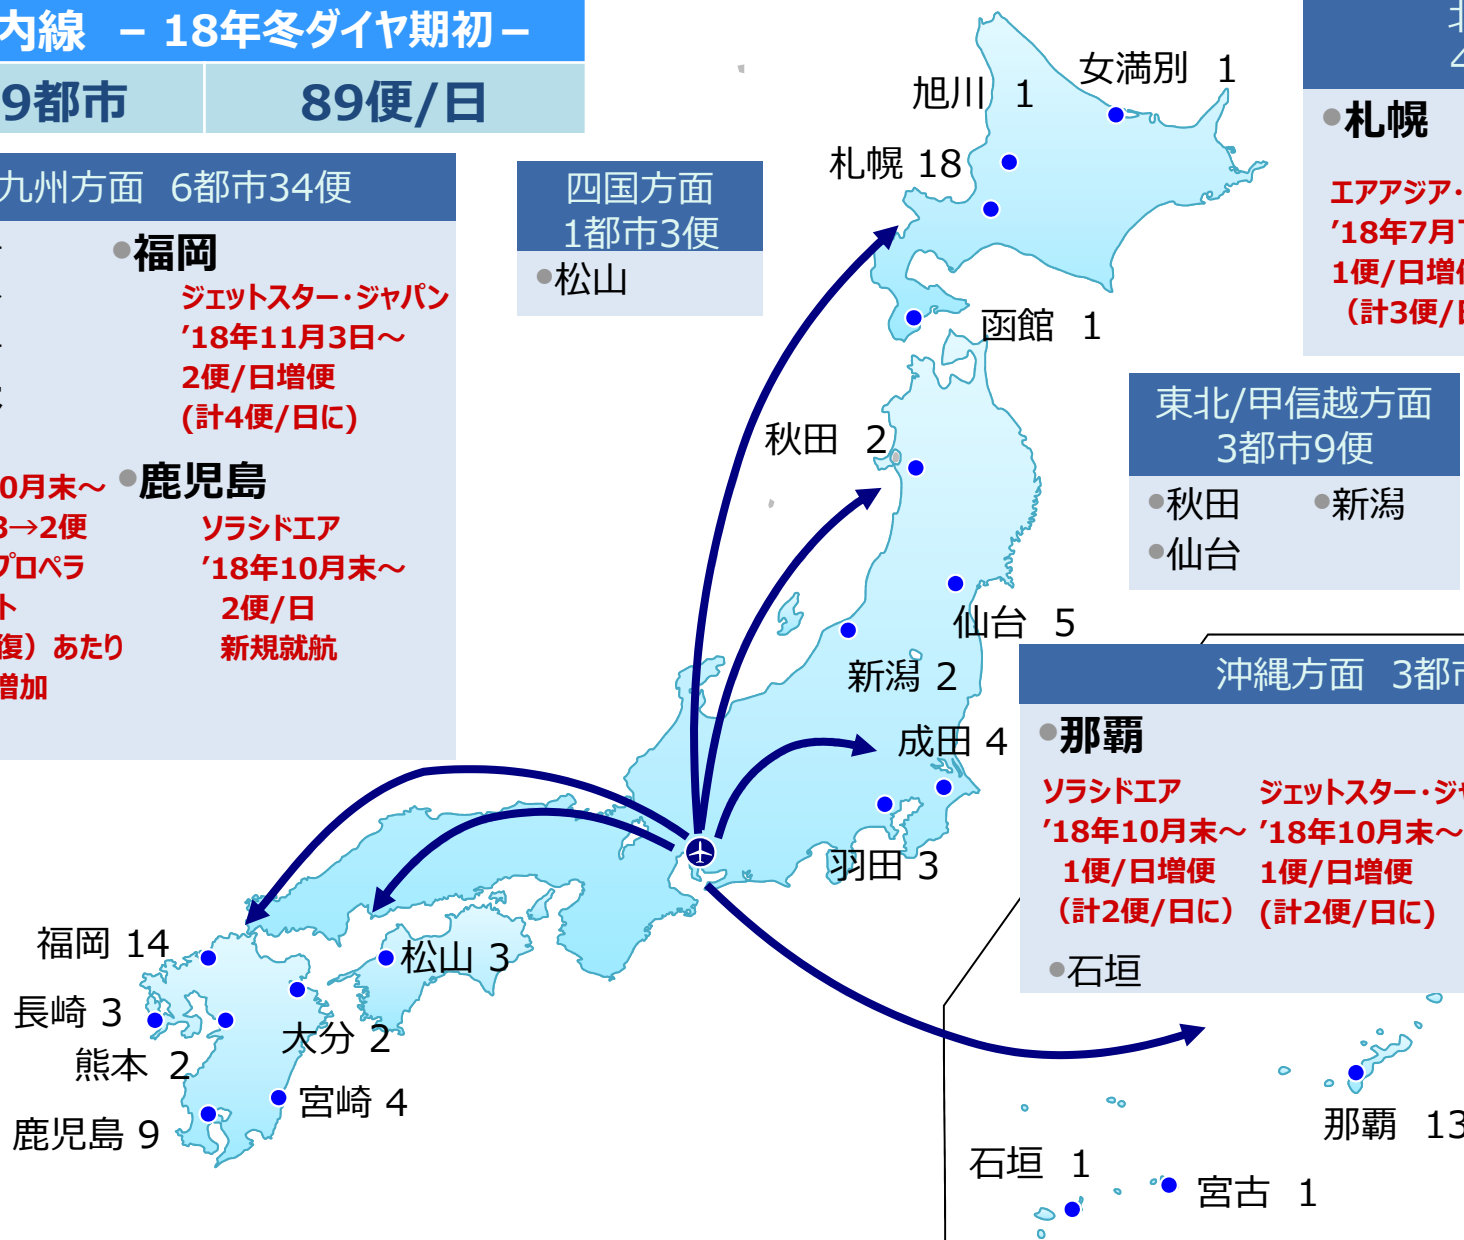 内線 － 18年冬ダイヤ期初－
9都市
89便/日
九州方面 6都市34便
•福岡
ジェットスター・ジャパン
’18年11月3日～
2便/日増便
(計4便/日に)
•鹿児島
ソラシドエア
’18年10月末～
2便/日
新規就航
0月末～
3→2便
プロペラ
ト
復）あたり
増加
四国方面
1都市3便
•松山
4
•札幌
エアアジア・
’18年7月
1便/日増
（計3便/
東北/甲信越方面
3都市9便
•秋田 •新潟
•仙台
沖縄方面 3都市
•那覇
ソラシドエア
’18年10月末～
1便/日増便
（計2便/日に）
ジェットスター・ジャ
’18年10月末～
1便/日増便
(計2便/日に)
•石垣
女満別 1
旭川 1
札幌 18
函館 1
秋田 2
仙台 5
新潟 2
成田 4
羽田 3
福岡 14
松山 3
長崎 3
大分 2
熊本 2
宮崎 4
鹿児島 9
那覇 13
石垣 1
宮古 1